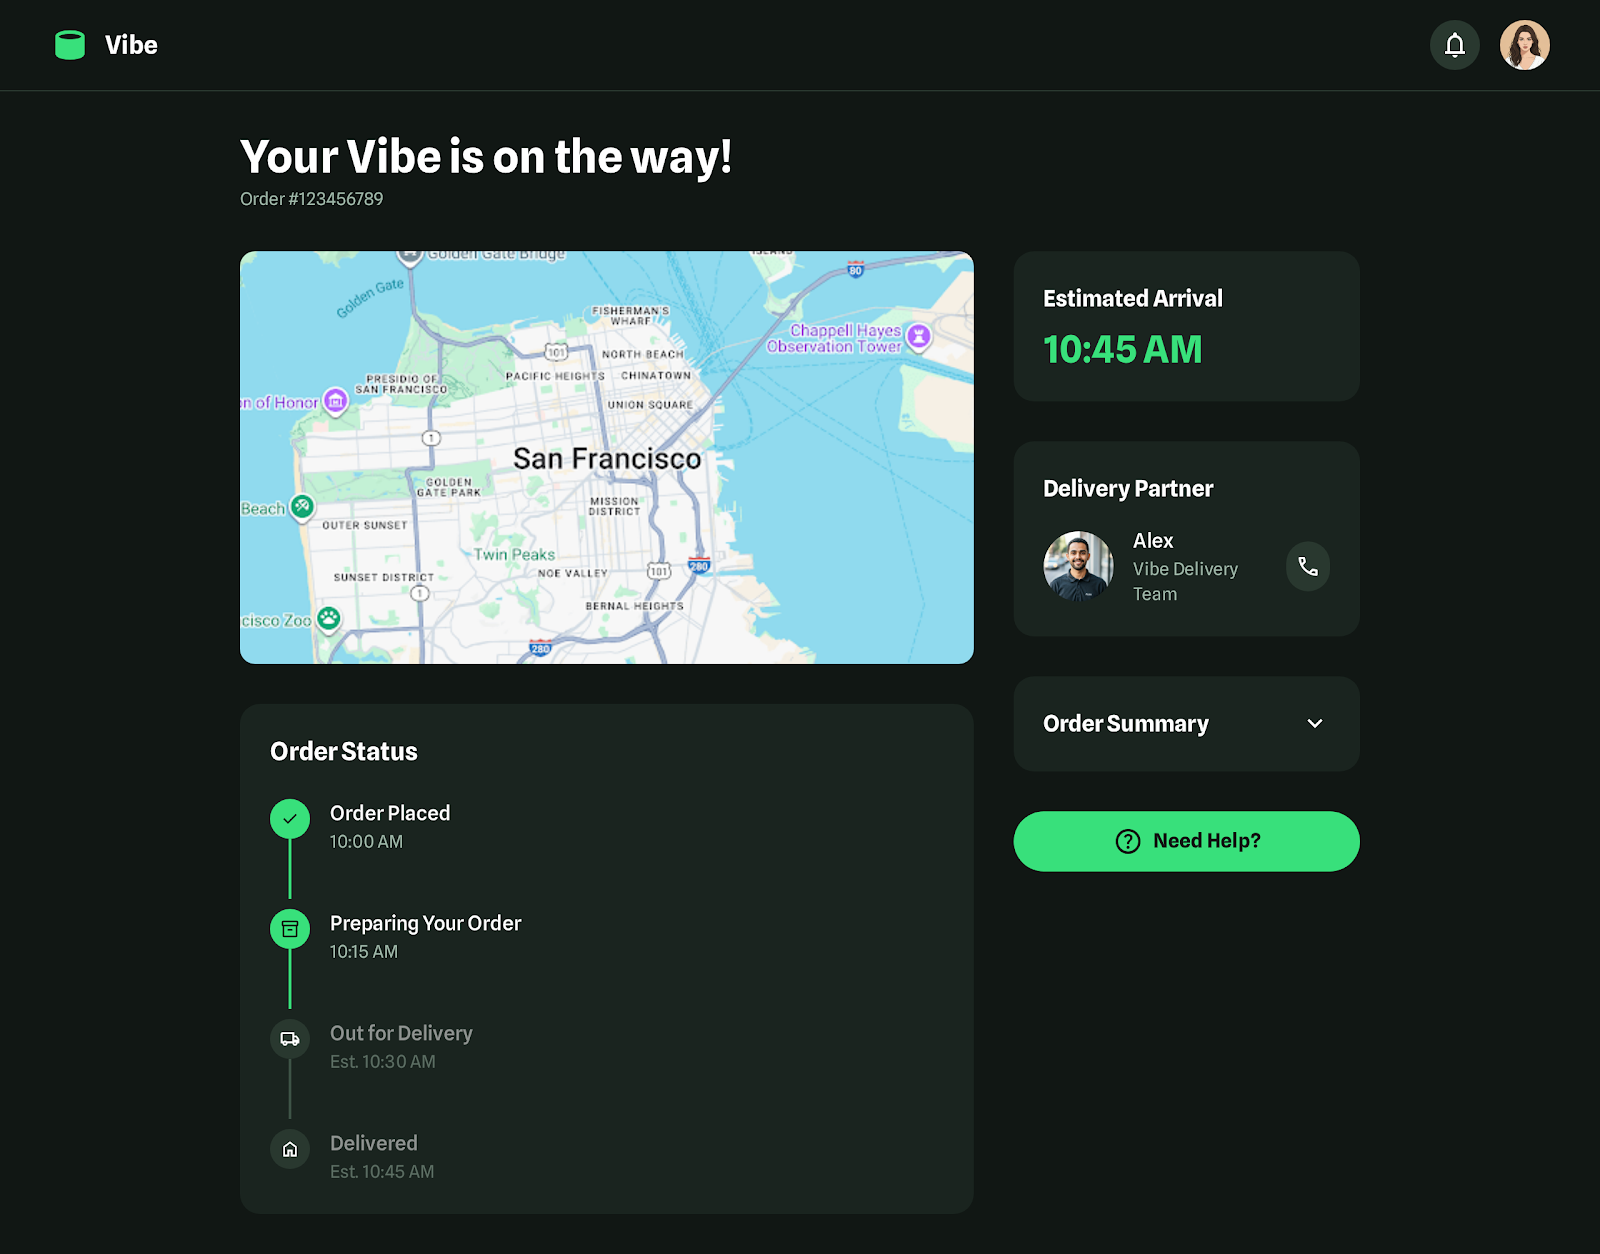 Vibe
Your Vibe is on the way!
Order #123456789
Golden Gate Bridge
Golden Gate
80
FISHERMAN'S
WHARF
Chappell Hayes
Observation Tower
101
NORTH BEACH
PACIFIC HEIGHTS
CHINATOWN
PRESIDIO OF
SAN FRANCISCO
n of Honor
UNION SQUARE
1
San Francisco
GOLDEN
GATE PARK
MISSION
DISTRICT
Beach
OUTER SUNSET
Twin Peaks
NOE VALLEY
101
280
SUNSET DISTRICT
1
BERNAL HEIGHTS
cisco Zoo
280
Estimated Arrival
10:45 AM
Delivery Partner
Alex
Vibe Delivery
Team
Order Summary
Need Help?
Order Status
Order Placed
10:00 AM
Preparing Your Order
10:15 AM
Out for Delivery
Est. 10:30 AM
Delivered
Est. 10:45 AM